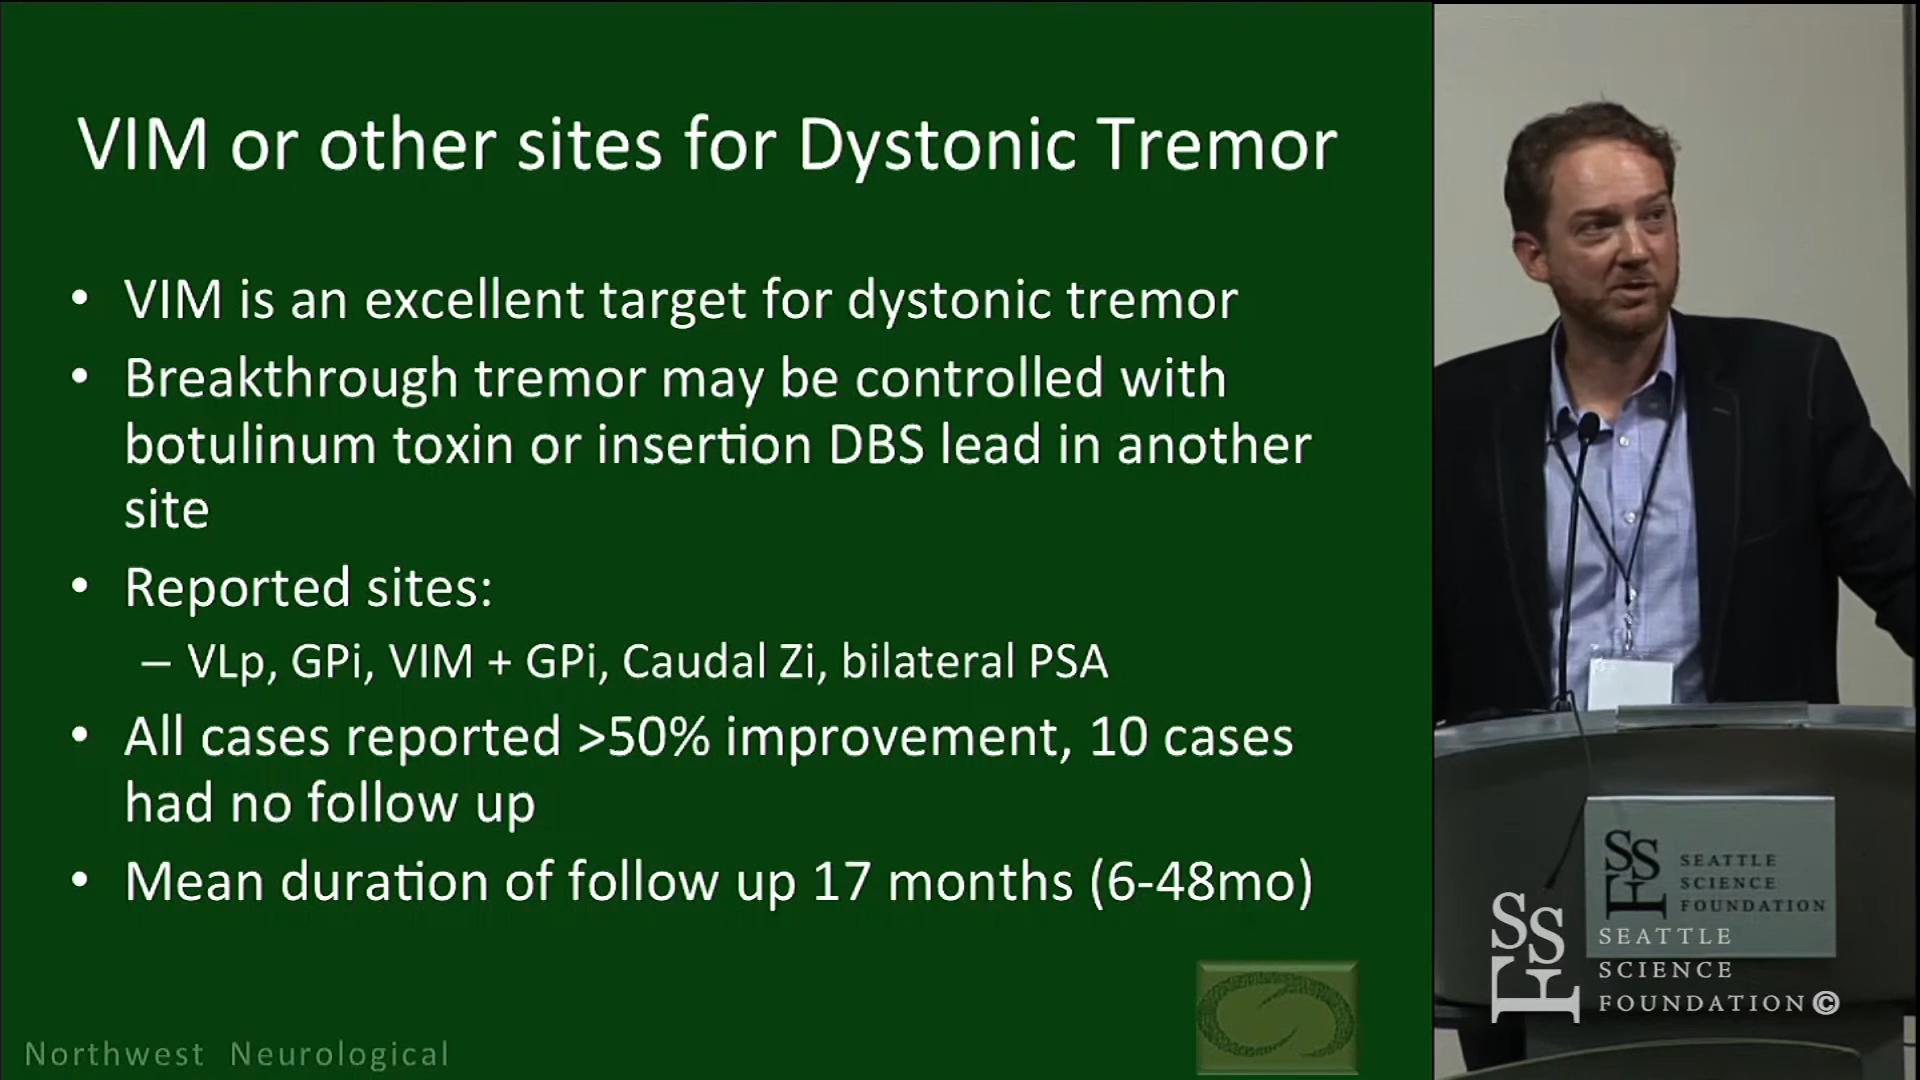 VIM or other sites for Dystonic Tremor
• VIM is an excellent target for dystonic tremor
• Breakthrough tremor may be controlled with
botulinum toxin or insertion DBS lead in another
site
• Reported sites:
– VLp, GPi, VIM + GPi, Caudal Zi, bilateral PSA
• All cases reported >50% improvement, 10 cases
had no follow up
• Mean duration of follow up 17 months (6-48mo)
Northwest Neurological
SSF
SEATTLE
SCIENCE
FOUNDATION
SSF
SEATTLE
SCIENCE
FOUNDATION©